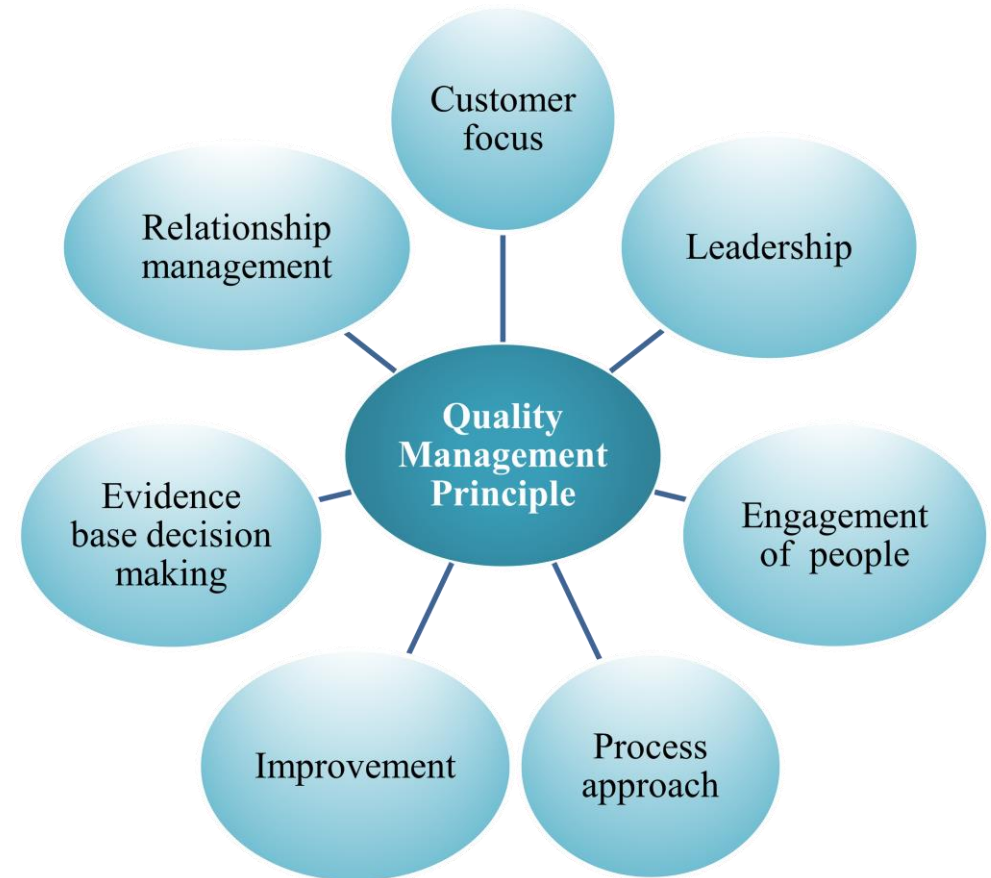 Customer
focus
Leadership
Engagement
of people
Process
approach
Improvement
Evidence
base decision
making
Relationship
management
Quality
Management
Principle